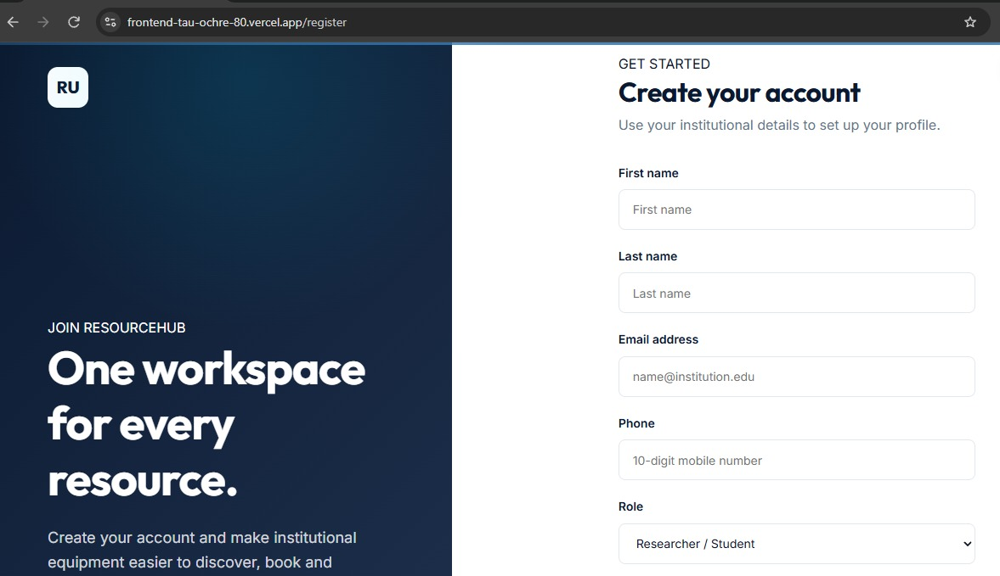 frontend-tau-ochre-80.vercel.app/register
RU
JOIN RESOURCEHUB
One workspace
for every
resource.
Create your account and make institutional
equipment easier to discover, book and
GET STARTED
Create your account
Use your institutional details to set up your profile.
First name
First name
Last name
Last name
Email address
name@institution.edu
Phone
10-digit mobile number
Role
Researcher / Student